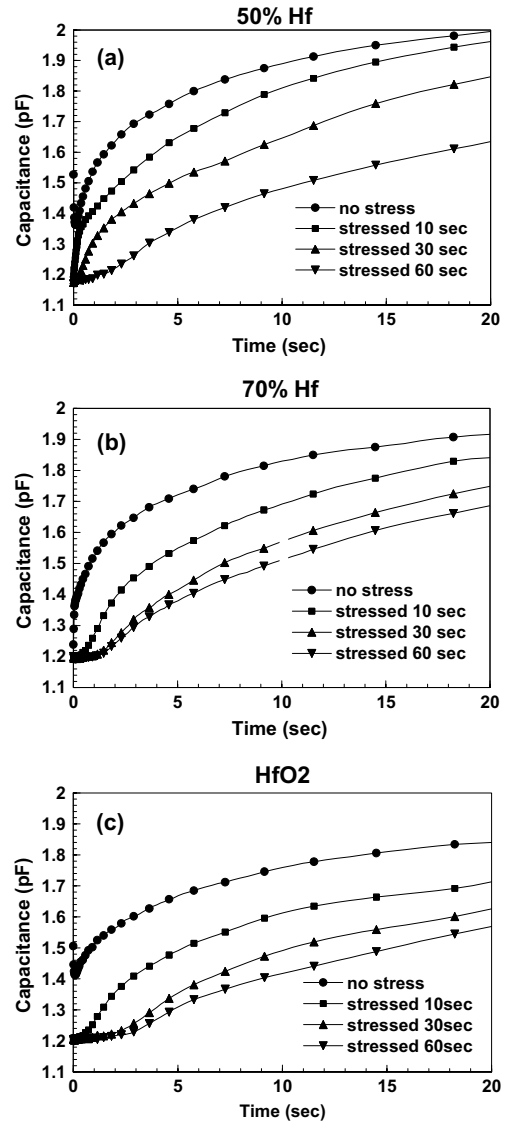 50% Hf
(a)
Capacitance (pF)
2
1.9
1.8
1.7
1.6
1.5
1.4
1.3
1.2
1.1
no stress
stressed 10 sec
stressed 30 sec
stressed 60 sec
0 5 10 15 20
Time (sec)
70% Hf
(b)
Capacitance (pF)
2
1.9
1.8
1.7
1.6
1.5
1.4
1.3
1.2
1.1
no stress
stressed 10 sec
stressed 30 sec
stressed 60 sec
0 5 10 15 20
Time (sec)
HfO2
(c)
Capacitance (pF)
2
1.9
1.8
1.7
1.6
1.5
1.4
1.3
1.2
1.1
no stress
stressed 10sec
stressed 30sec
stressed 60sec
0 5 10 15 20
Time (sec)